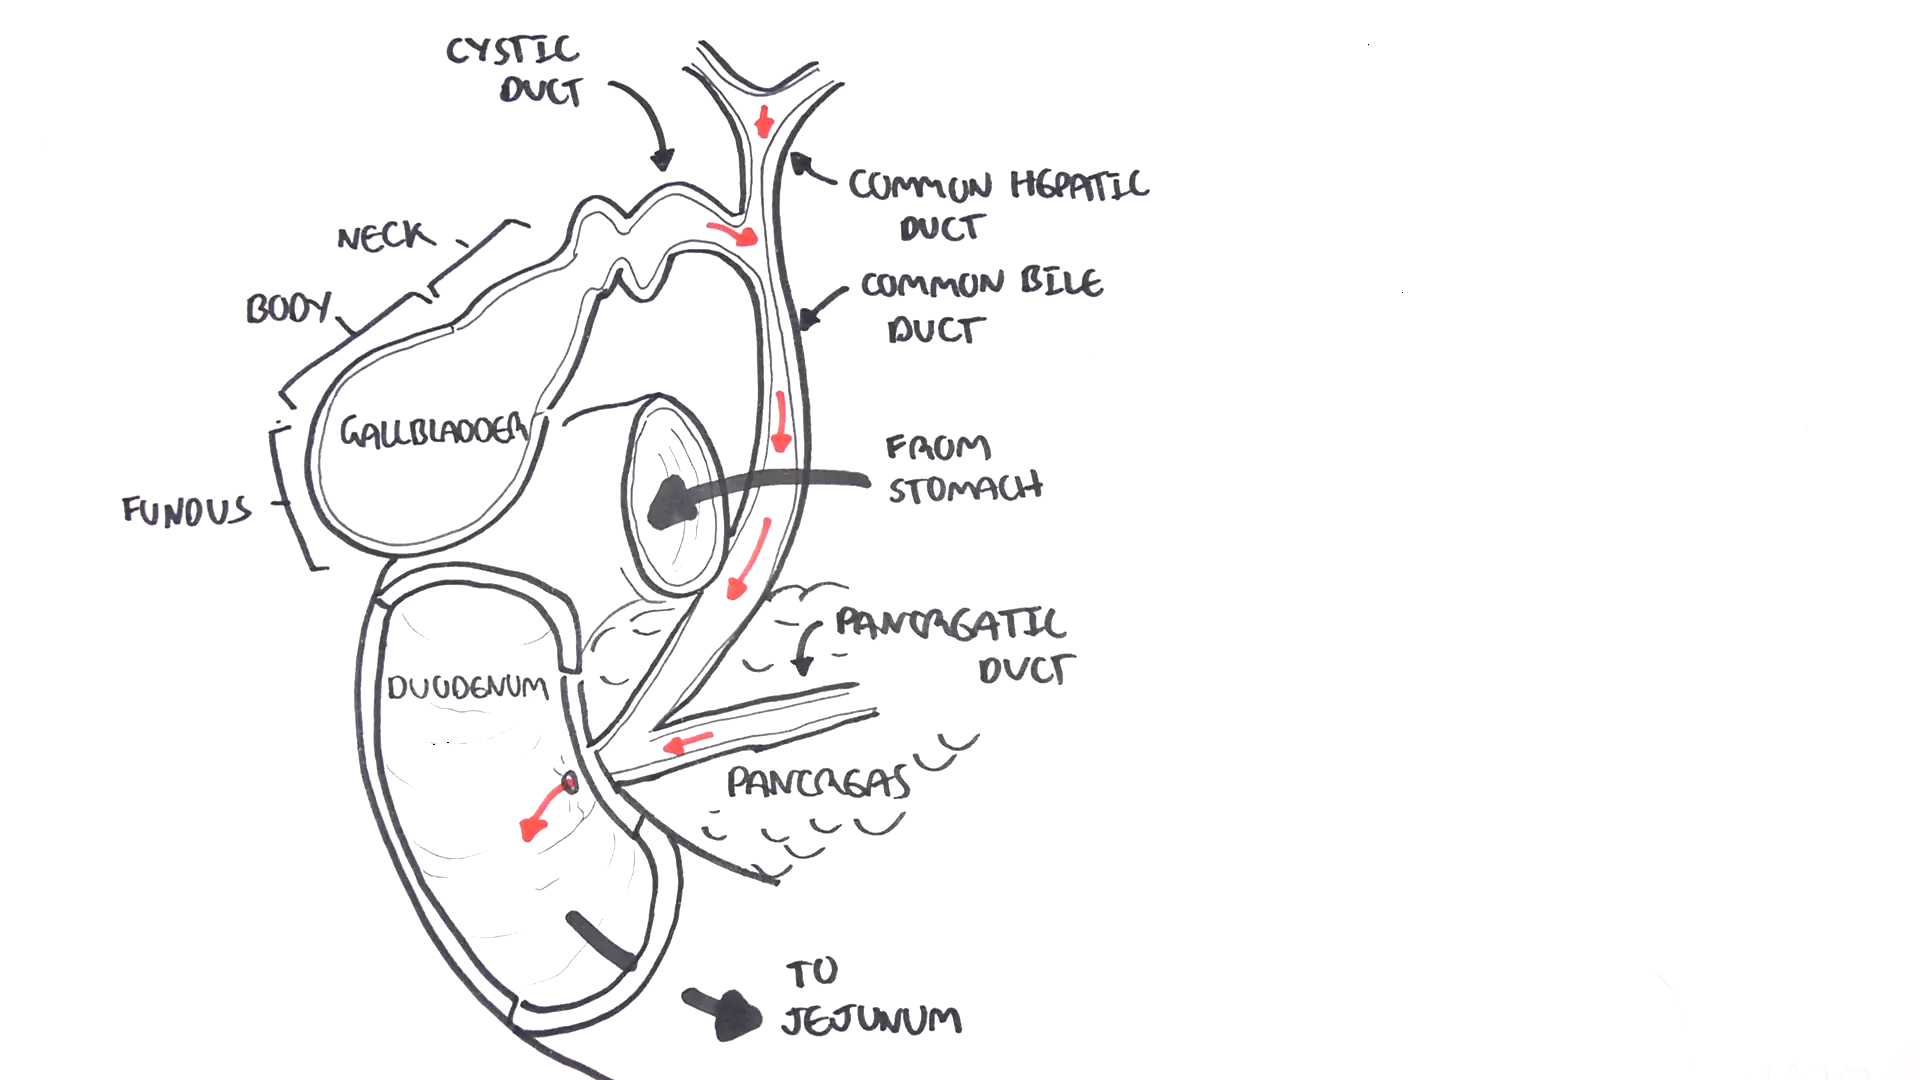 CYSTIC
DUCT
COMMON HEPATIC
DUCT
NECK
COMMON BILE
DUCT
BODY
GALLBLADDER
FROM
STOMACH
FUNDUS
PANCREATIC
DUCT
DUODENUM
PANCREAS
TO
JEJUNUM